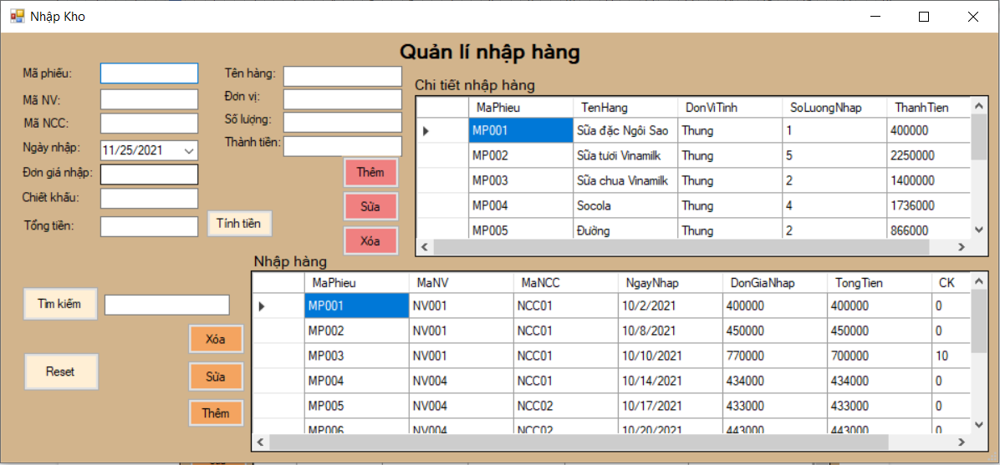 Nhập Kho
Quản lí nhập hàng
Mã phiếu:
Mã NV:
Mã NCC:
Ngày nhập: 11/25/2021
Đơn giá nhập:
Chiết khấu:
Tổng tiền:
Tính tiền
Tên hàng:
Đơn vị:
Số lượng:
Thành tiền:
Thêm
Sửa
Xóa
Chi tiết nhập hàng
MaPhieu TenHang DonViTinh SoLuongNhap ThanhTien
MP001 Sữa đặc Ngôi Sao Thung 1 400000
MP002 Sữa tươi Vinamilk Thung 5 2250000
MP003 Sữa chua Vinamilk Thung 2 1400000
MP004 Socola Thung 4 1736000
MP005 Đường Thung 2 866000
Nhập hàng
MaPhieu MaNV MaNCC NgayNhap DonGiaNhap TongTien CK
MP001 NV001 NCC01 10/2/2021 400000 400000 0
MP002 NV001 NCC01 10/8/2021 450000 450000 0
MP003 NV001 NCC01 10/10/2021 770000 700000 10
MP004 NV004 NCC01 10/14/2021 434000 434000 0
MP005 NV004 NCC02 10/17/2021 433000 433000 0
MP006 NV004 NCC02 10/20/2021 443000 443000 0
Tìm kiếm
Xóa
Reset
Sửa
Thêm